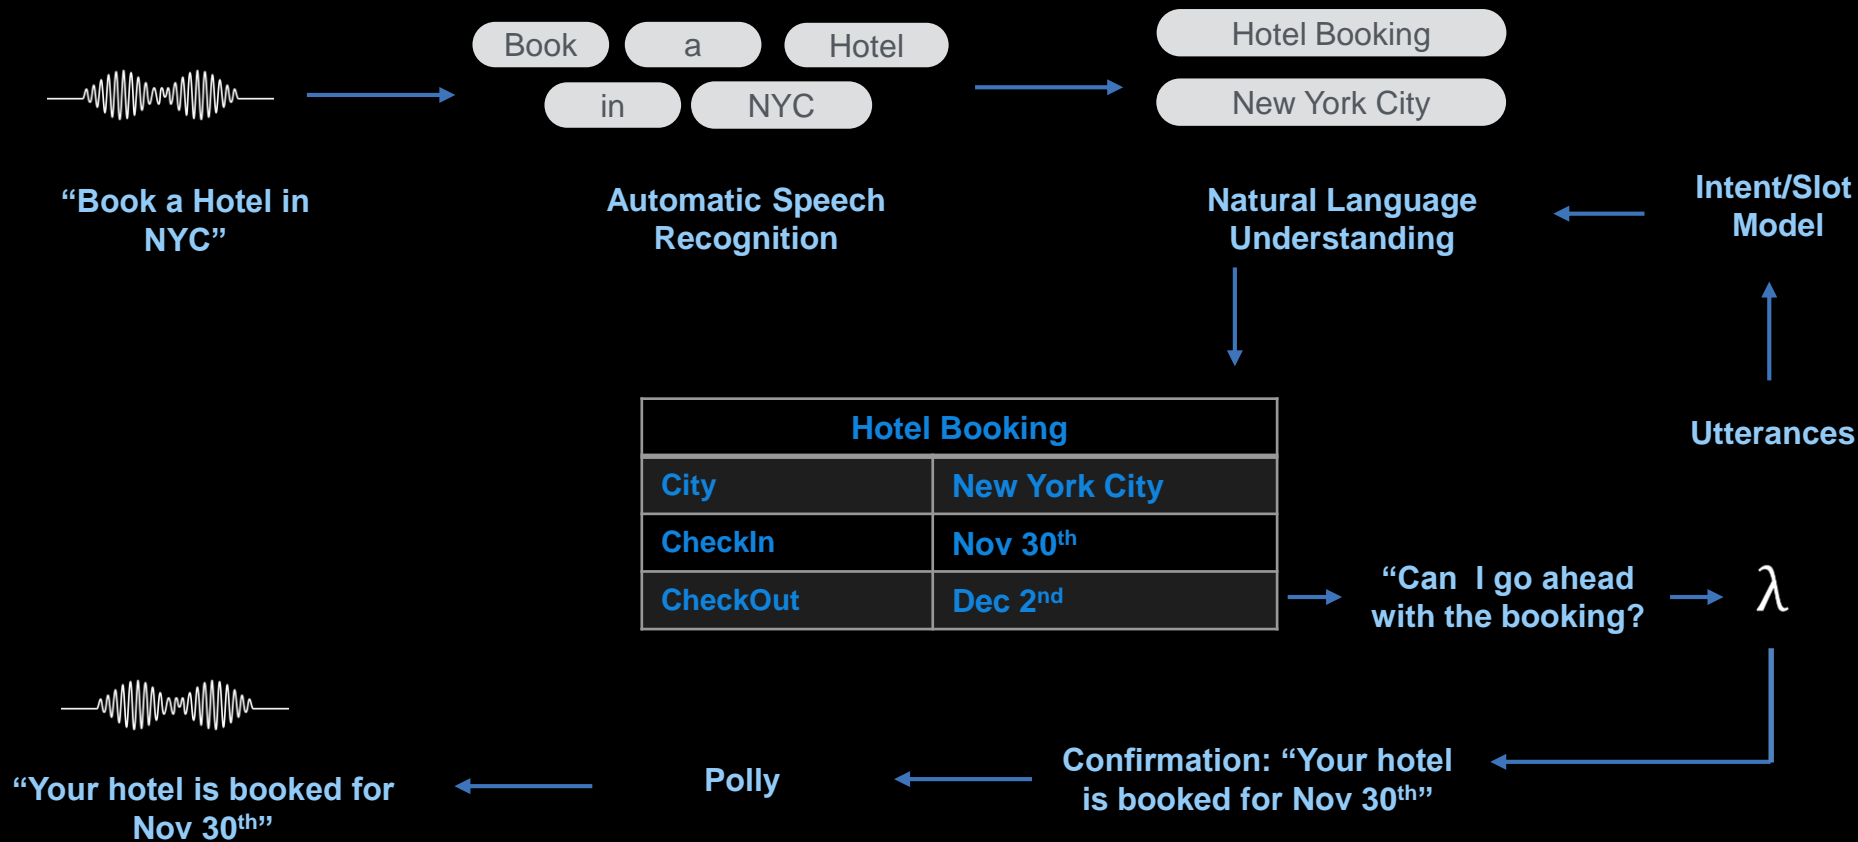 Book a Hotel
in NYC
Hotel Booking
New York City
“Book a Hotel in
NYC”
Automatic Speech
Recognition
Natural Language
Understanding
Intent/Slot
Model
Utterances
Hotel Booking
City New York City
CheckIn Nov 30th
CheckOut Dec 2nd
“Can I go ahead
with the booking?
λ
Confirmation: “Your hotel
is booked for Nov 30th”
Polly
“Your hotel is booked for
Nov 30th”